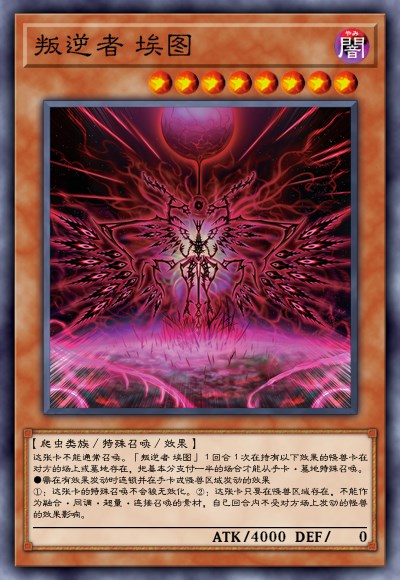 叛逆者 埃图
やみ
闇
【爬虫类族/特殊召唤/效果】
这张卡不能通常召唤。「叛逆者 埃图」1回合1次在持有以下效果的怪兽卡在
对方的场上或墓地存在,把基本分支付一半的场合才能从手卡·墓地特殊召唤。
●需在有效果发动时连锁并在手卡或怪兽区域发动的效果
①:这张卡的特殊召唤不会被无效化。②:这张卡只要在怪兽区域存在,不能作
为融合·同调·超量·连接召唤的素材,自己回合内不受对方场上发动的怪兽
的效果影响。
ATK/4000 DEF/ 0